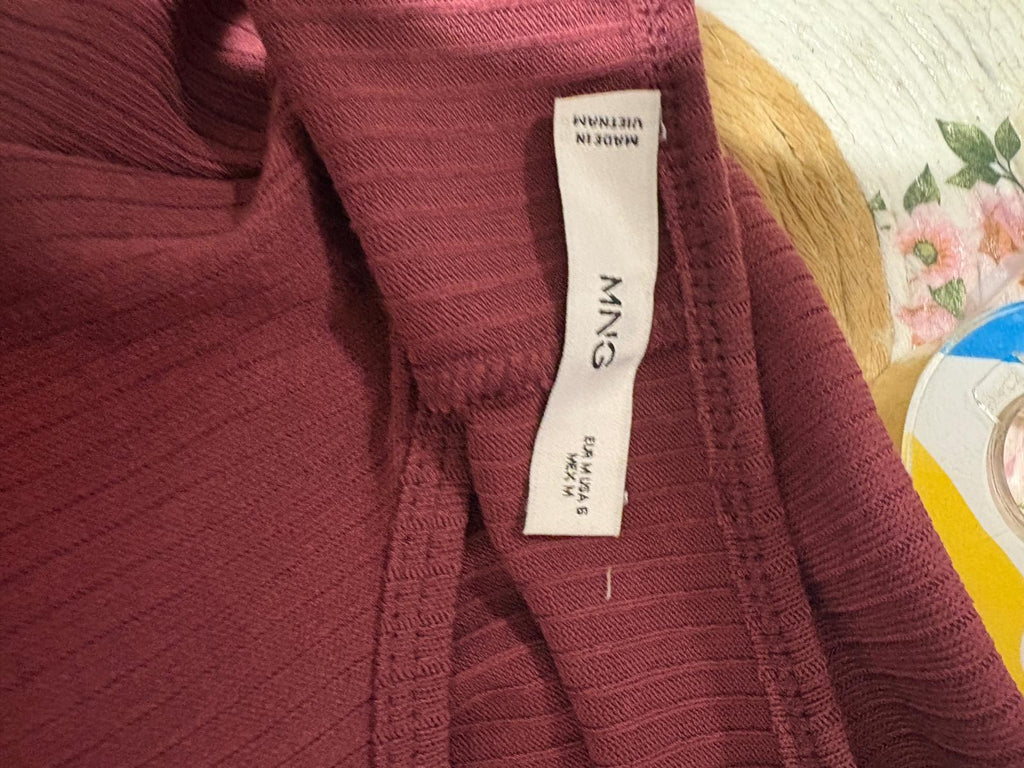 MADE IN
VIETNAM
MNG
EUR M USA 6
MEX M